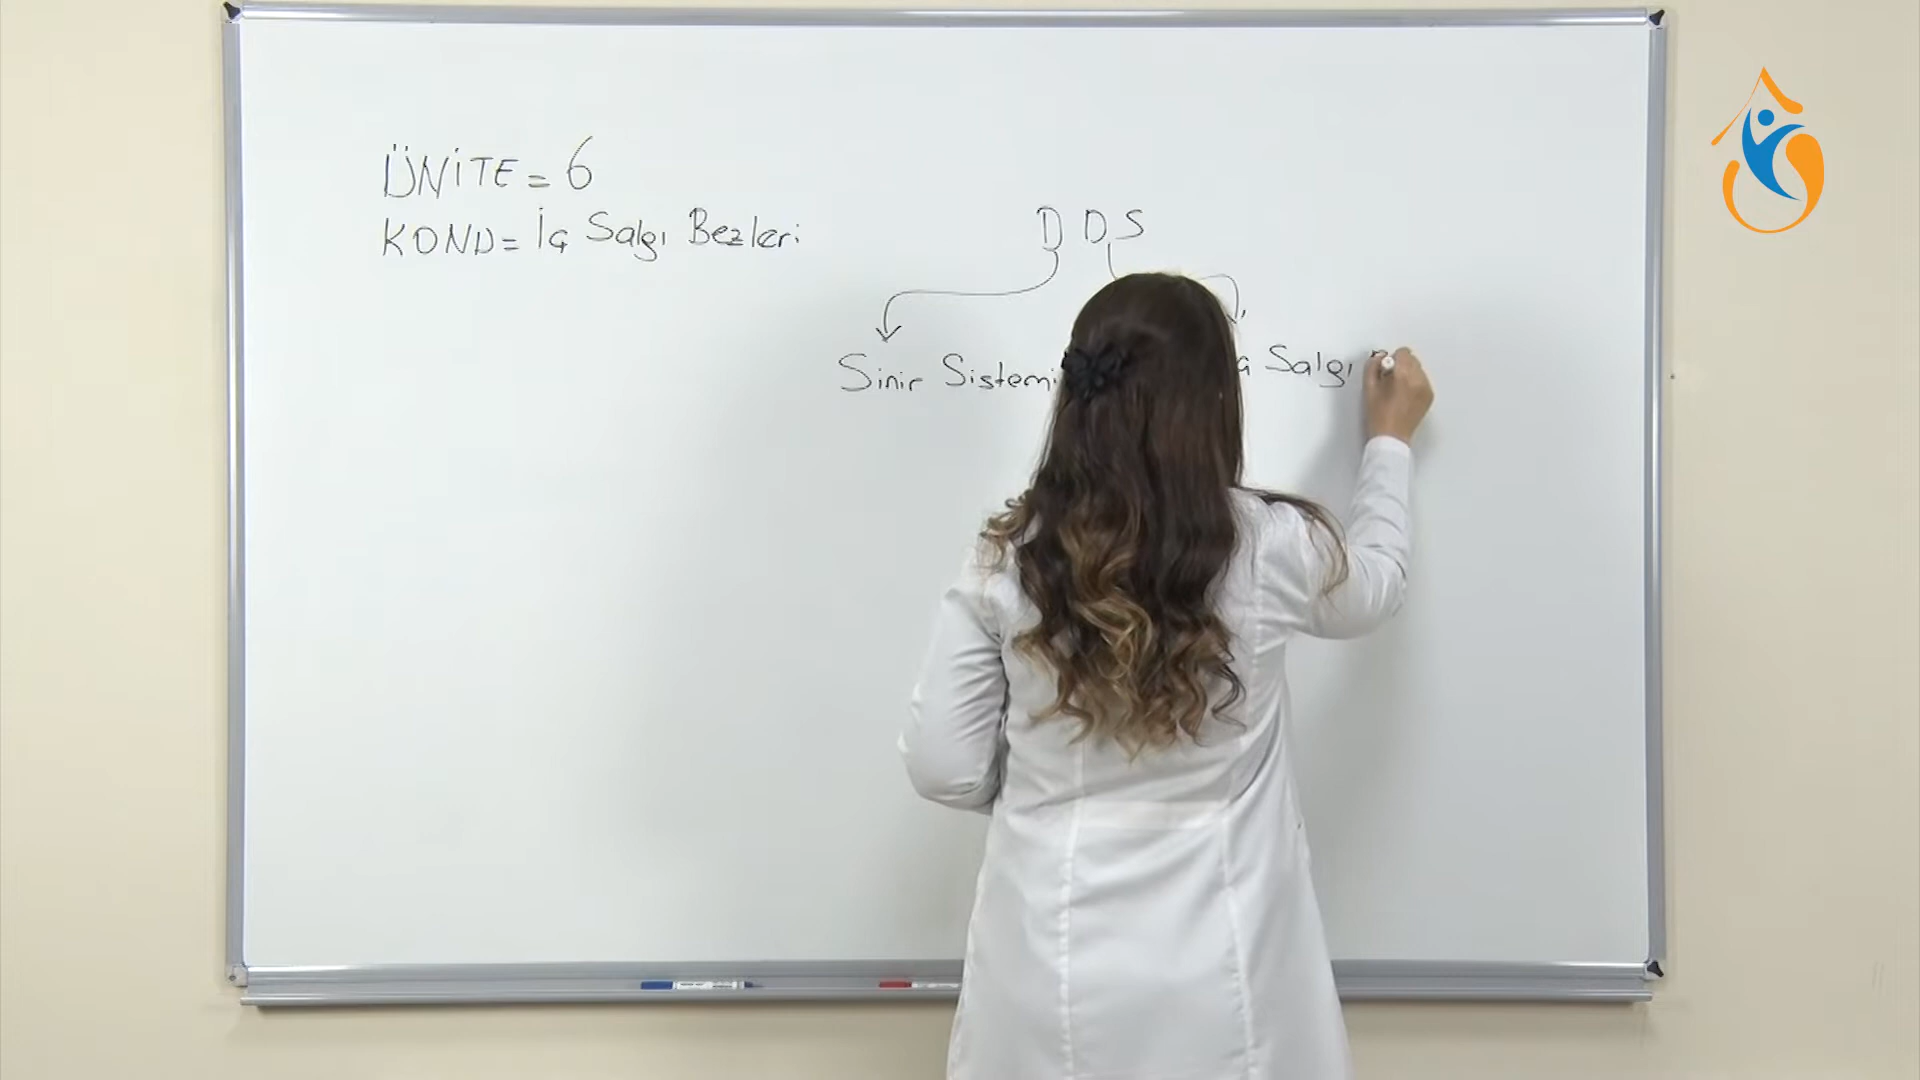 ÜNİTE = 6
KONU = İç Salgı Bezleri
D D S
Sinir Sistemi
Salgı